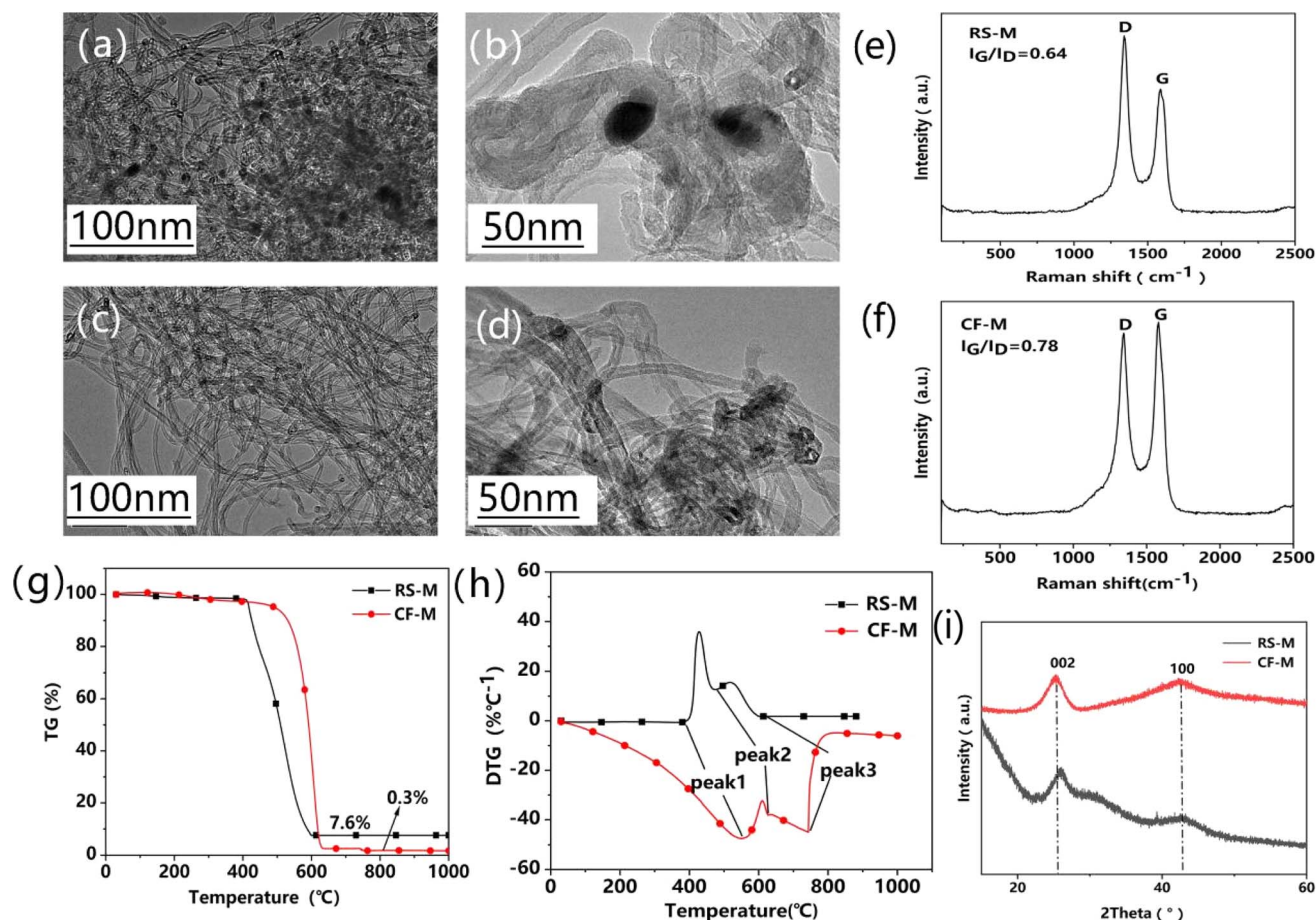 (a)
100nm
(b)
50nm
(e)
RS-M
IG/ID=0.64
D
G
Intensity ( a.u.)
500
1000
1500
2000
2500
Raman shift ( cm-1 )
(c)
100nm
(d)
50nm
(f)
CF-M
IG/ID=0.78
D
G
Intensity (a.u.)
500
1000
1500
2000
2500
Raman shift(cm-1)
(g)
100
80
60
40
20
0
TG (%)
RS-M
CF-M
7.6%
0.3%
0
200
400
600
800
1000
Temperature (℃)
(h)
60
40
20
0
-20
-40
-60
DTG (%℃-1)
RS-M
CF-M
peak1
peak2
peak3
0
200
400
600
800
1000
Temperature(℃)
(i)
RS-M
CF-M
002
100
Intensity (a.u.)
20
40
60
2Theta ( ° )